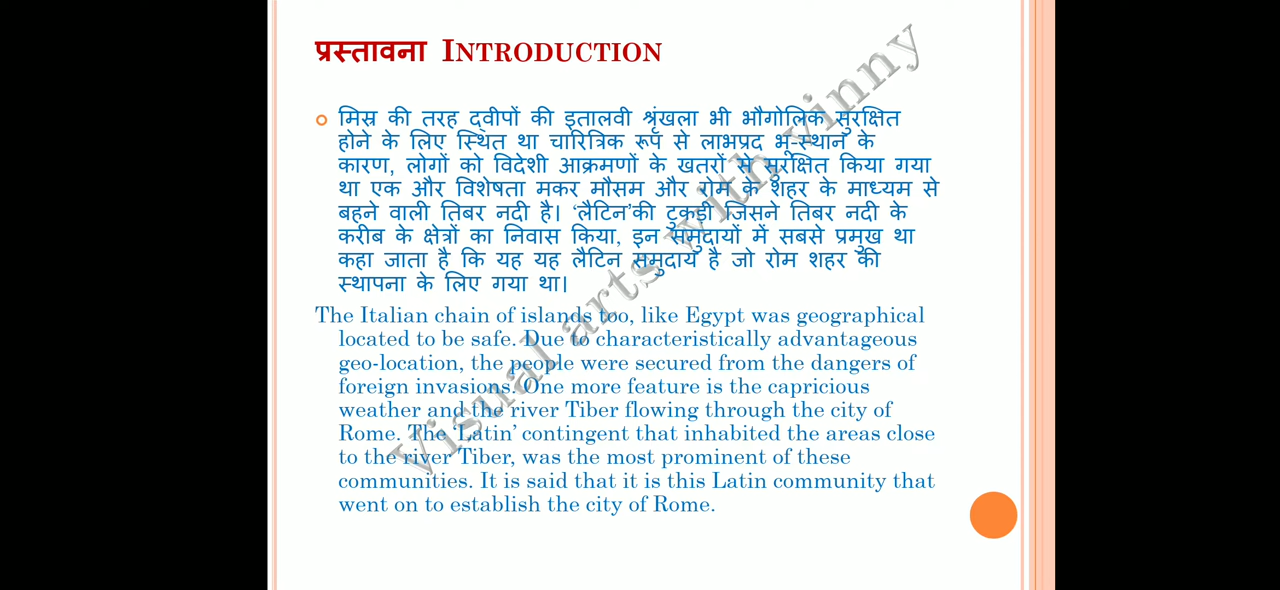 प्रस्तावना INTRODUCTION
मिस्र की तरह द्वीपों की इतालवी श्रृंखला भी भौगोलिक सुरक्षित
होने के लिए स्थित था चारित्रिक रूप से लाभप्रद भू-स्थान के
कारण, लोगों को विदेशी आक्रमणों के खतरों से सुरक्षित किया गया
था एक और विशेषता मकर मौसम और रोम के शहर के माध्यम से
बहने वाली तिबर नदी है। ‘लैटिन’की टुकड़ी जिसने तिबर नदी के
करीब के क्षेत्रों का निवास किया, इन समुदायों में सबसे प्रमुख था
कहा जाता है कि यह यह लैटिन समुदाय है जो रोम शहर की
स्थापना के लिए गया था।
The Italian chain of islands too, like Egypt was geographical
located to be safe. Due to characteristically advantageous
geo-location, the people were secured from the dangers of
foreign invasions. One more feature is the capricious
weather and the river Tiber flowing through the city of
Rome. The ‘Latin’ contingent that inhabited the areas close
to the river Tiber, was the most prominent of these
communities. It is said that it is this Latin community that
went on to establish the city of Rome.
Visual arts with vinny